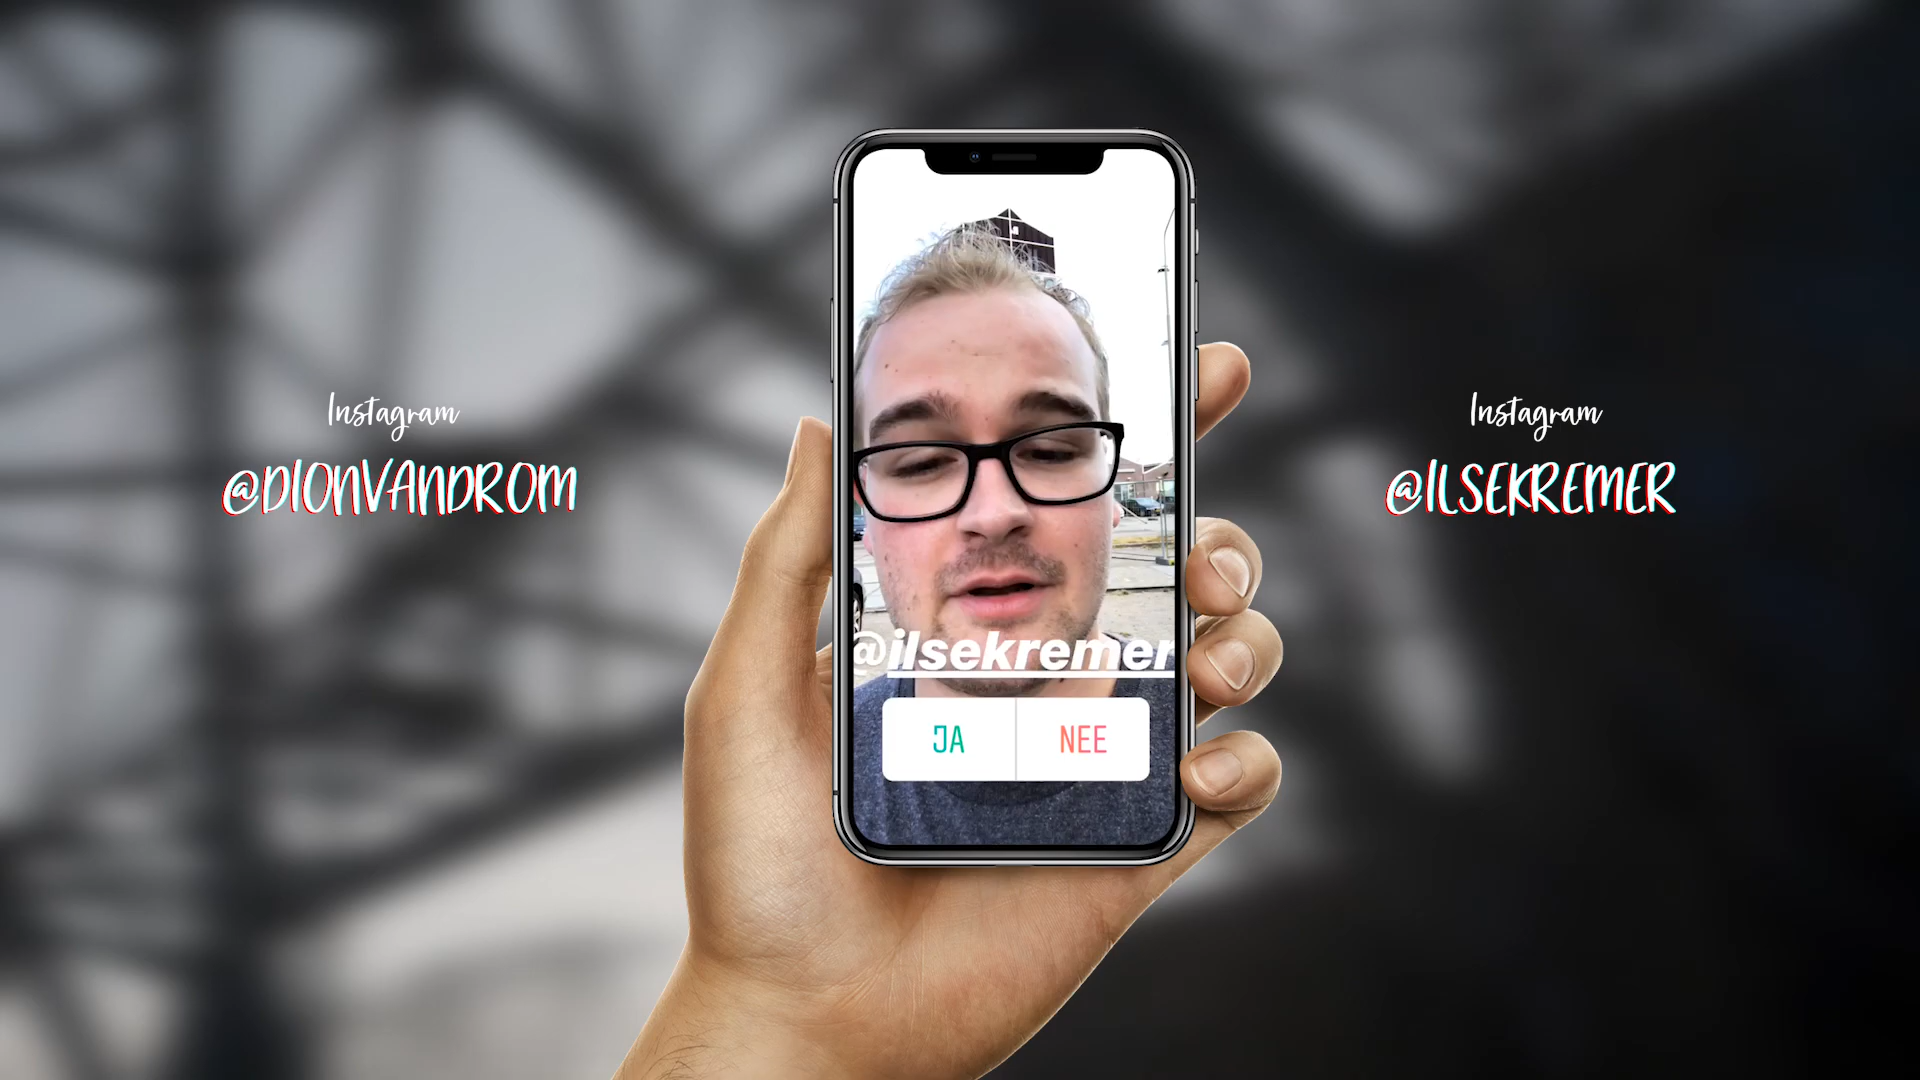 Instagram
@DIONVANDROM
Instagram
@ILSEKREMER
@ilsekremer
JA
NEE